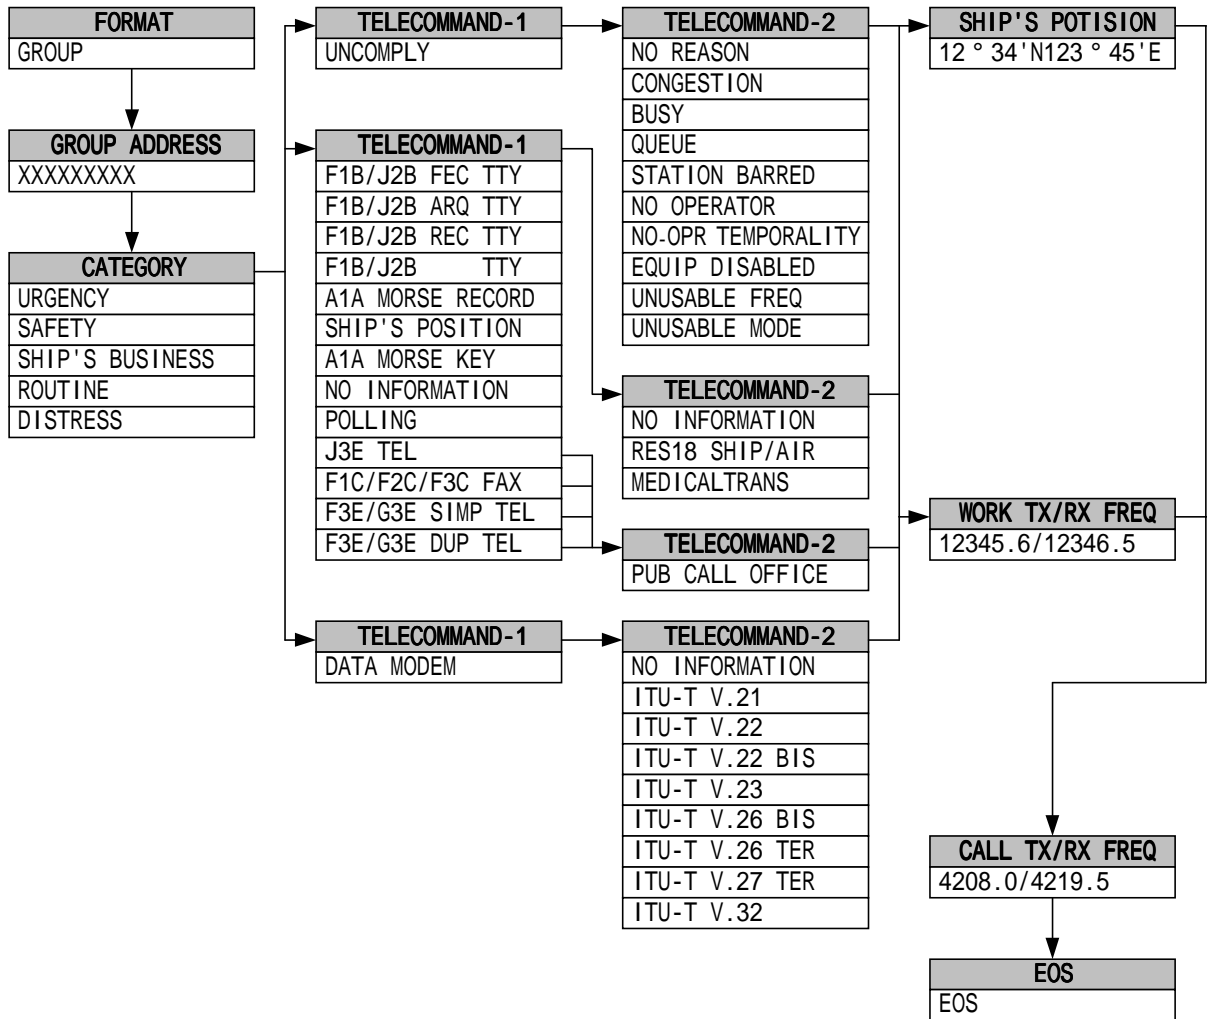 FORMAT
GROUP
GROUP ADDRESS
XXXXXXXXX
CATEGORY
URGENCY
SAFETY
SHIP'S BUSINESS
ROUTINE
DISTRESS
TELECOMMAND-1
UNCOMPLY
TELECOMMAND-1
F1B/J2B FEC TTY
F1B/J2B ARQ TTY
F1B/J2B REC TTY
F1B/J2B TTY
A1A MORSE RECORD
SHIP'S POSITION
A1A MORSE KEY
NO INFORMATION
POLLING
J3E TEL
F1C/F2C/F3C FAX
F3E/G3E SIMP TEL
F3E/G3E DUP TEL
TELECOMMAND-1
DATA MODEM
TELECOMMAND-2
NO REASON
CONGESTION
BUSY
QUEUE
STATION BARRED
NO OPERATOR
NO-OPR TEMPORALITY
EQUIP DISABLED
UNUSABLE FREQ
UNUSABLE MODE
TELECOMMAND-2
NO INFORMATION
RES18 SHIP/AIR
MEDICALTRANS
TELECOMMAND-2
PUB CALL OFFICE
TELECOMMAND-2
NO INFORMATION
ITU-T V.21
ITU-T V.22
ITU-T V.22 BIS
ITU-T V.23
ITU-T V.26 BIS
ITU-T V.26 TER
ITU-T V.27 TER
ITU-T V.32
SHIP'S POTISION
12 ° 34'N123 ° 45'E
WORK TX/RX FREQ
12345.6/12346.5
CALL TX/RX FREQ
4208.0/4219.5
EOS
EOS